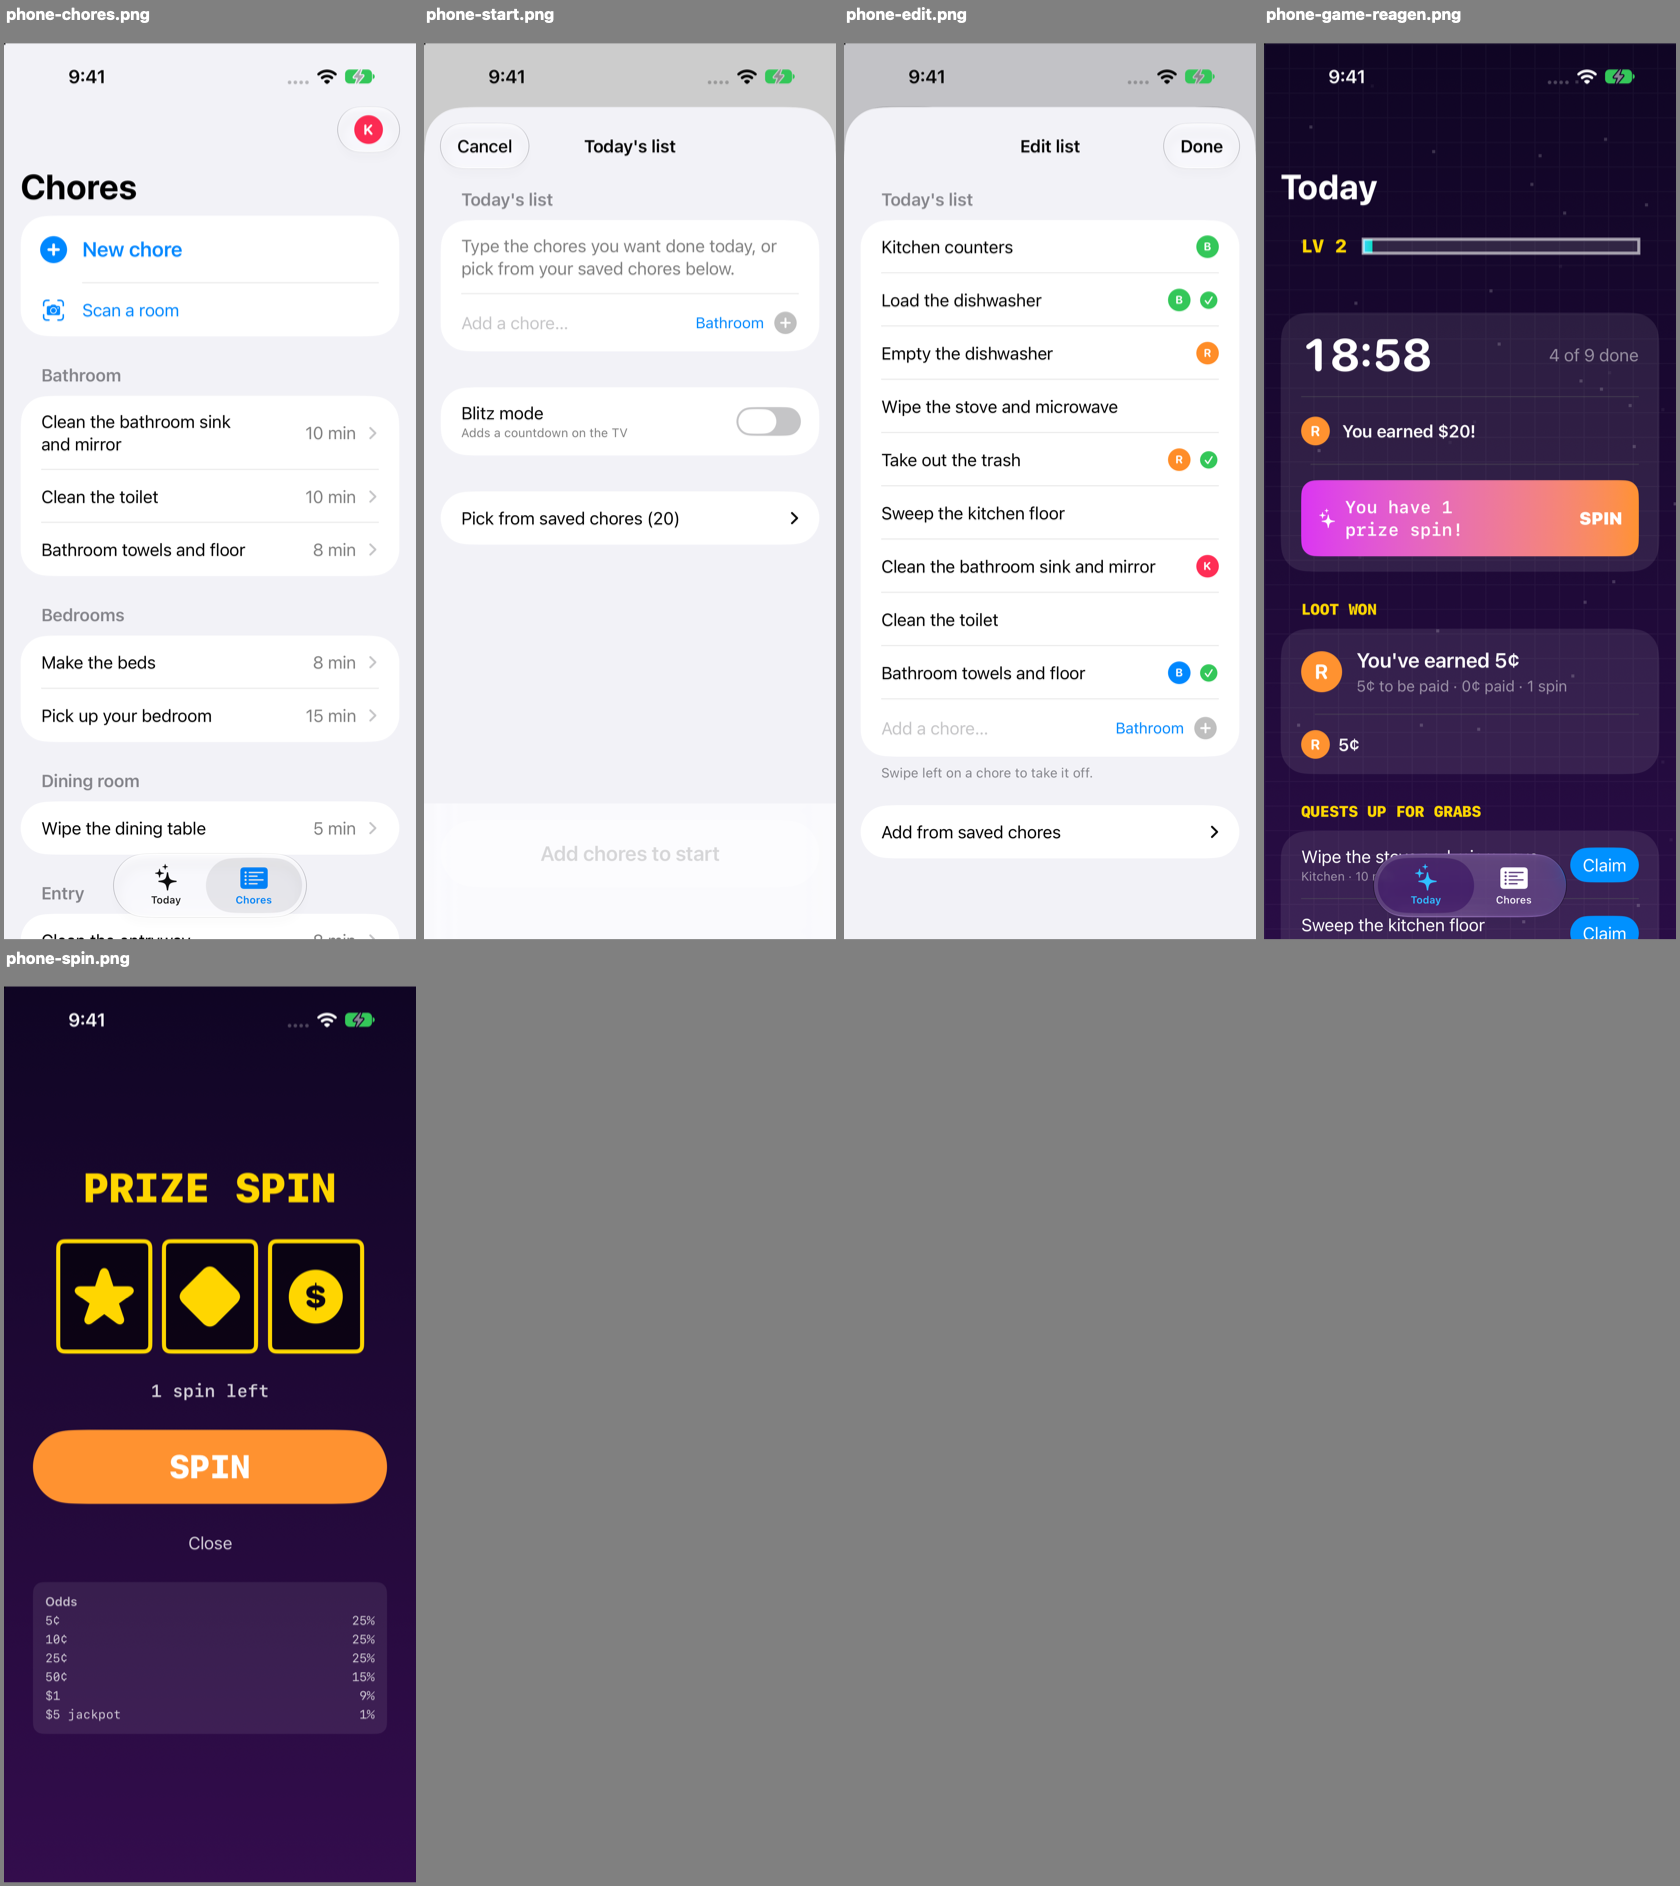 phone-chores.png
9:41
K
Chores
New chore
Scan a room
Bathroom
Clean the bathroom sink
and mirror
10 min
Clean the toilet
10 min
Bathroom towels and floor
8 min
Bedrooms
Make the beds
8 min
Pick up your bedroom
15 min
Dining room
Wipe the dining table
5 min
Entry
Today
Chores
Clean the entryway
8 min
phone-start.png
9:41
Cancel
Today's list
Today's list
Type the chores you want done today, or
pick from your saved chores below.
Add a chore...
Bathroom
Blitz mode
Adds a countdown on the TV
Pick from saved chores (20)
Add chores to start
phone-edit.png
9:41
Edit list
Done
Today's list
Kitchen counters
B
Load the dishwasher
B
Empty the dishwasher
R
Wipe the stove and microwave
Take out the trash
R
Sweep the kitchen floor
Clean the bathroom sink and mirror
K
Clean the toilet
Bathroom towels and floor
B
Add a chore...
Bathroom
Swipe left on a chore to take it off.
Add from saved chores
phone-game-reagen.png
9:41
Today
LV 2
18:58
4 of 9 done
R
You earned $20!
You have 1
prize spin!
SPIN
LOOT WON
R
You've earned 5¢
5¢ to be paid · 0¢ paid · 1 spin
R
5¢
QUESTS UP FOR GRABS
Wipe the
Kitchen · 10
Claim
Today
Chores
Sweep the kitchen floor
Claim
phone-spin.png
9:41
PRIZE SPIN
$
1 spin left
SPIN
Close
Odds
5¢ 25%
10¢ 25%
25¢ 25%
50¢ 15%
$1 9%
$5 jackpot 1%